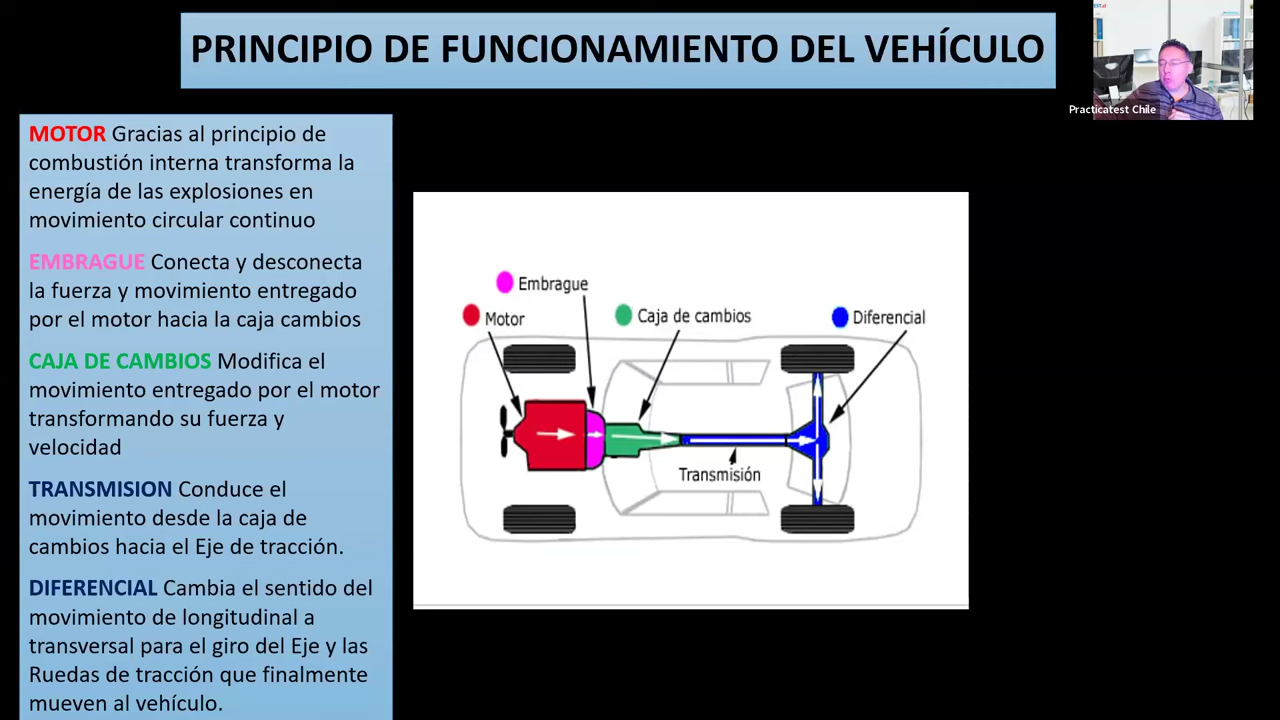 PRINCIPIO DE FUNCIONAMIENTO DEL VEHÍCULO
Practicatest Chile
MOTOR Gracias al principio de
combustión interna transforma la
energía de las explosiones en
movimiento circular continuo
EMBRAGUE Conecta y desconecta
la fuerza y movimiento entregado
por el motor hacia la caja cambios
CAJA DE CAMBIOS Modifica el
movimiento entregado por el motor
transformando su fuerza y
velocidad
TRANSMISION Conduce el
movimiento desde la caja de
cambios hacia el Eje de tracción.
DIFERENCIAL Cambia el sentido del
movimiento de longitudinal a
transversal para el giro del Eje y las
Ruedas de tracción que finalmente
mueven al vehículo.
Embrague
Motor
Caja de cambios
Diferencial
Transmisión